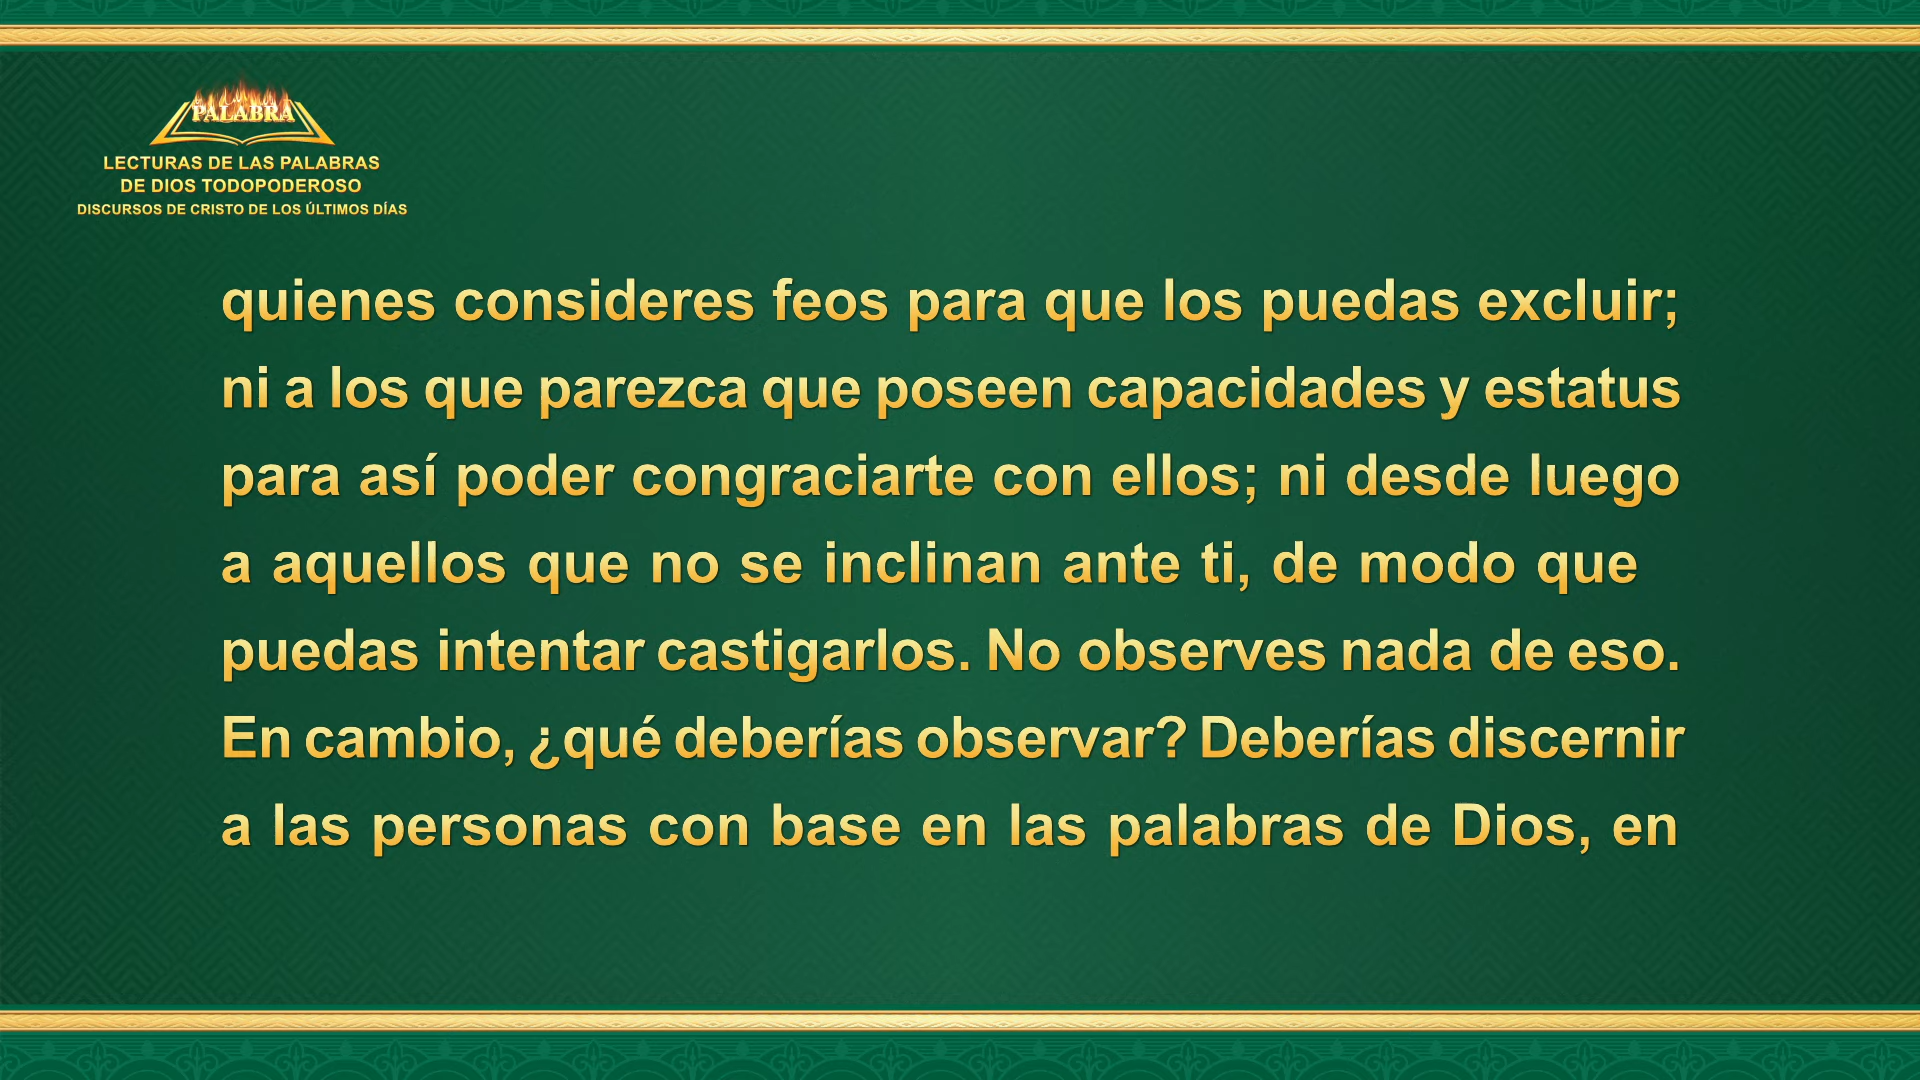 PALABRA
LECTURAS DE LAS PALABRAS
DE DIOS TODOPODEROSO
DISCURSOS DE CRISTO DE LOS ÚLTIMOS DÍAS
quienes consideres feos para que los puedas excluir;
ni a los que parezca que poseen capacidades y estatus
para así poder congraciarte con ellos; ni desde luego
a aquellos que no se inclinan ante ti, de modo que
puedas intentar castigarlos. No observes nada de eso.
En cambio, ¿qué deberías observar? Deberías discernir
a las personas con base en las palabras de Dios, en